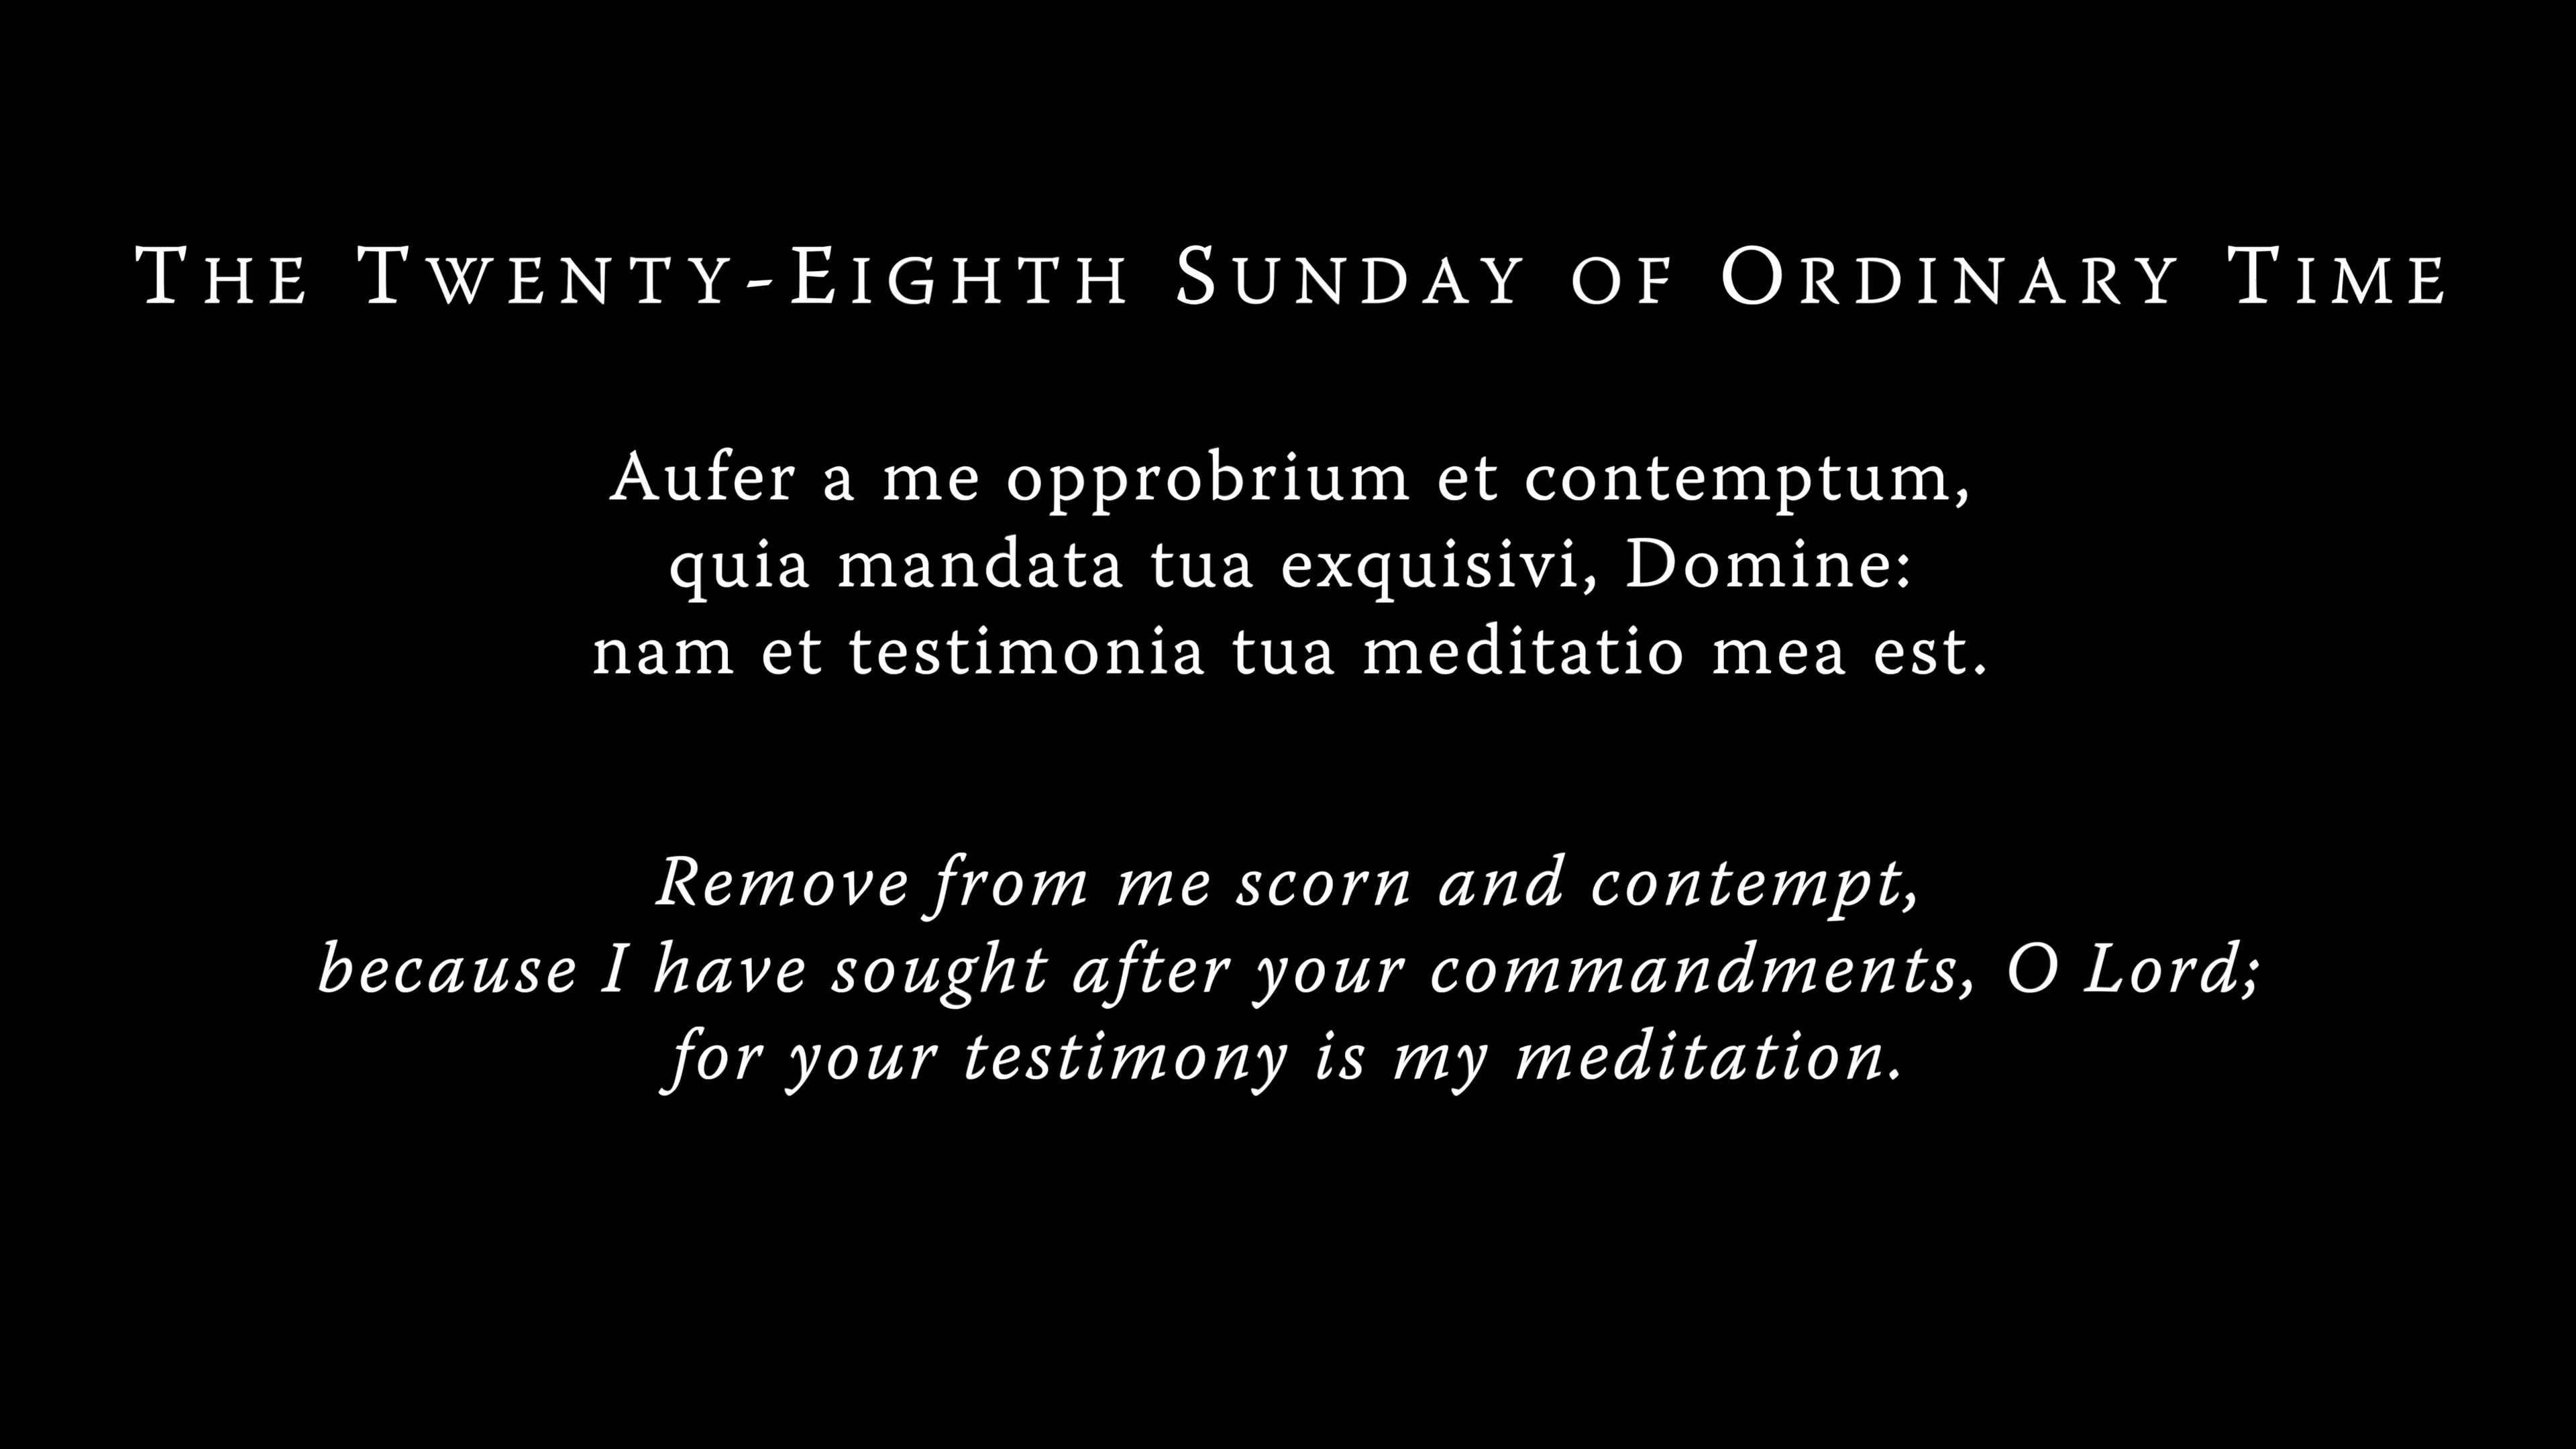 The Twenty-Eighth Sunday of Ordinary Time
Aufer a me opprobrium et contemptum,
quia mandata tua exquisivi, Domine:
nam et testimonia tua meditatio mea est.
Remove from me scorn and contempt,
because I have sought after your commandments, O Lord;
for your testimony is my meditation.